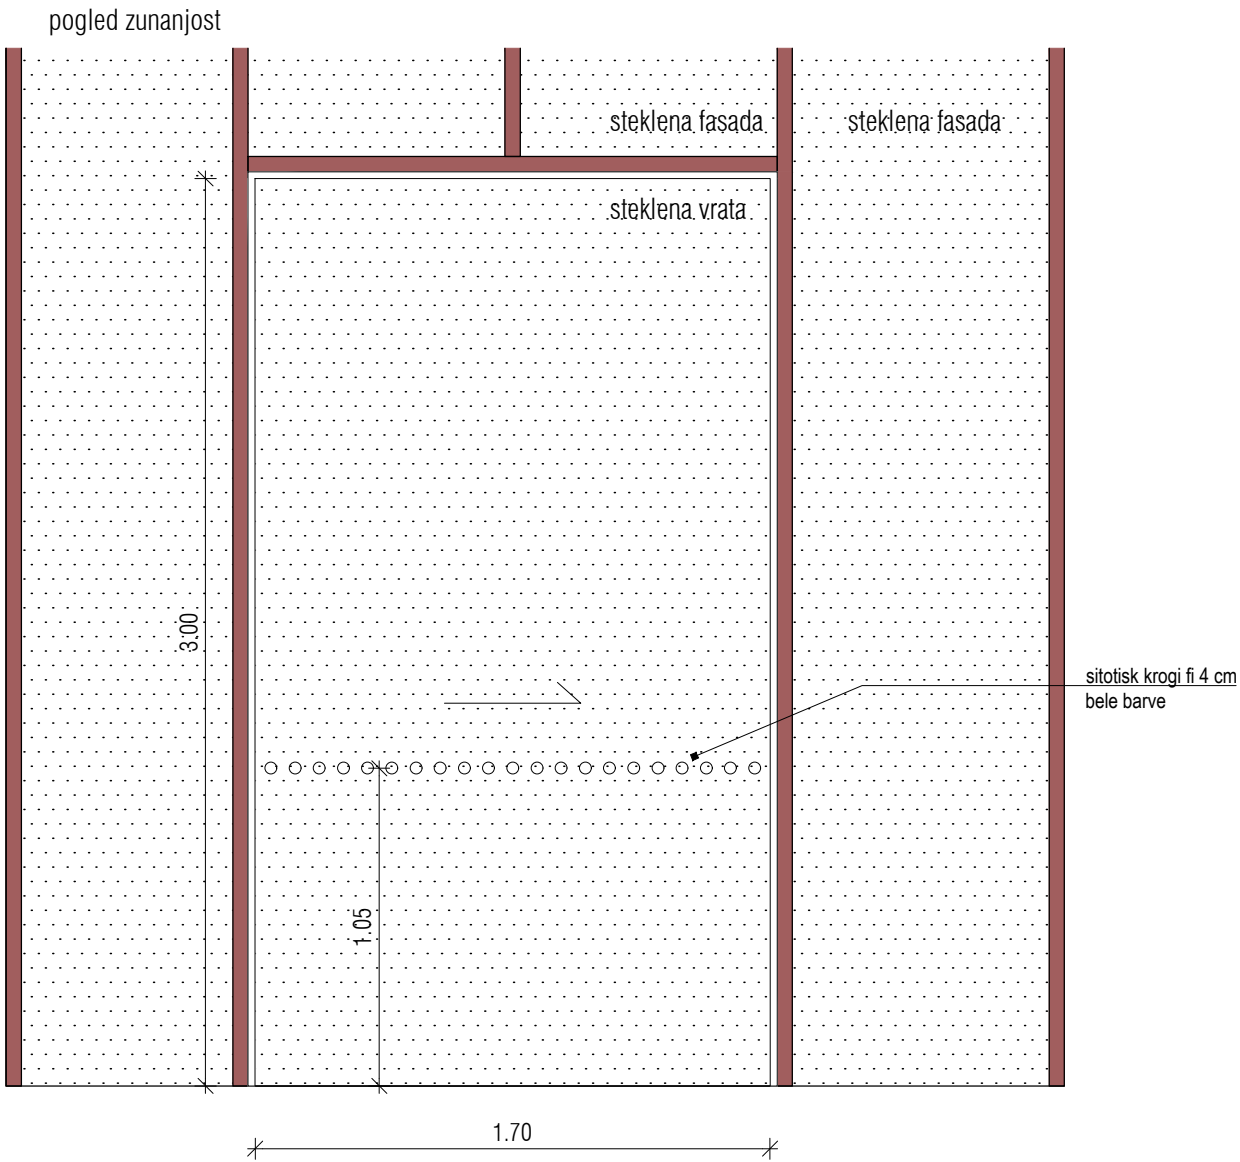 pogled zunanjost
steklena fasada
steklena fasada
steklena vrata
3.00
sitotisk krogi fi 4 cm
bele barve
1.05
1.70